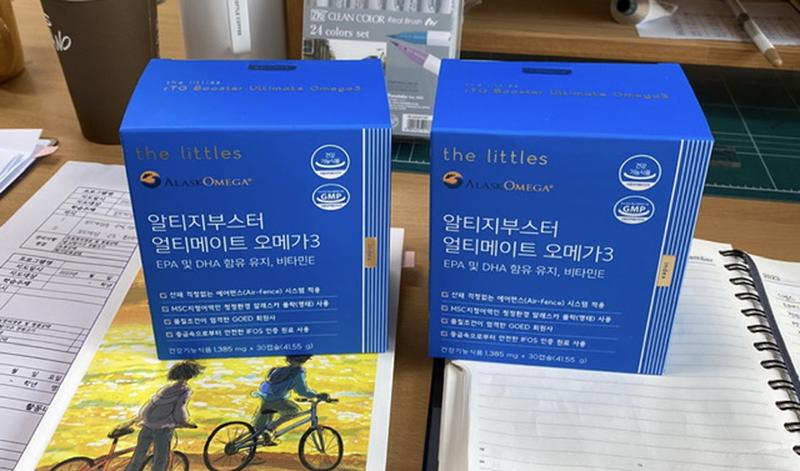 CLEAN COLOR Real Brush
24 colors set
the littles
rTG Booster Ultimate Omega3
the littles
ALASKOMEGA®
건강
기능식품
GMP
알티지부스터
얼티메이트 오메가3
EPA 및 DHA 함유 유지, 비타민E
산패 걱정없는 에어펜스(Air-fence) 시스템 적용
MSC지정어역인 청정환경 알래스카 폴락(명태) 사용
품질조건이 엄격한 GOED 회원사
중금속으로부터 안전한 IFOS 인증 원료 사용
건강기능식품 1,385 mg × 30캡슐(41.55 g)
the littles
rTG Booster Ultimate Omega3
the littles
ALASKOMEGA®
건강
기능식품
GMP
알티지부스터
얼티메이트 오메가3
EPA 및 DHA 함유 유지, 비타민E
산패 걱정없는 에어펜스(Air-fence) 시스템 적용
MSC지정어역인 청정환경 알래스카 폴락(명태) 사용
품질조건이 엄격한 GOED 회원사
중금속으로부터 안전한 IFOS 인증 원료 사용
건강기능식품 1,385 mg × 30캡슐(41.55 g)
프로그램명
2023